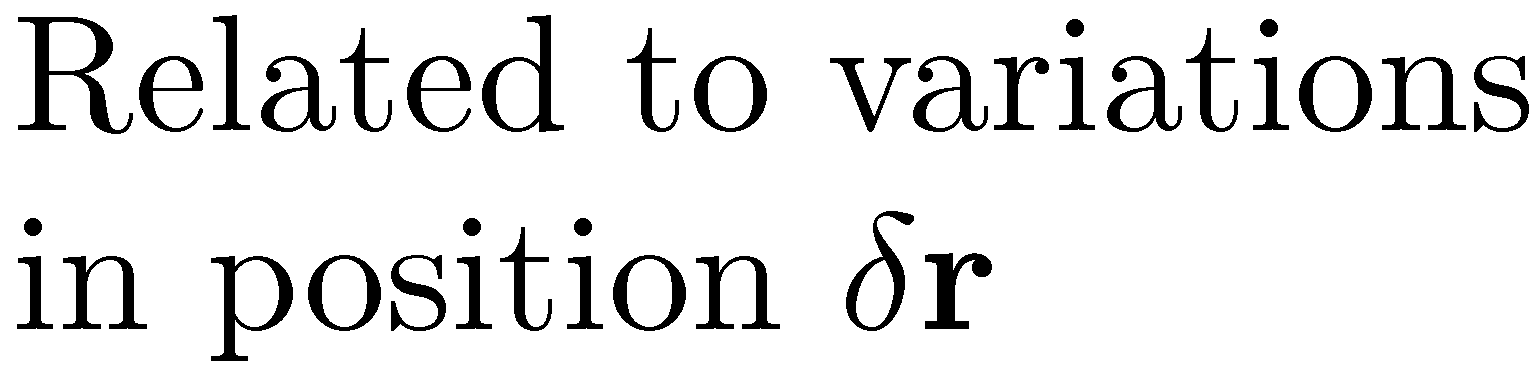 Related to variations
in position δ𝐫